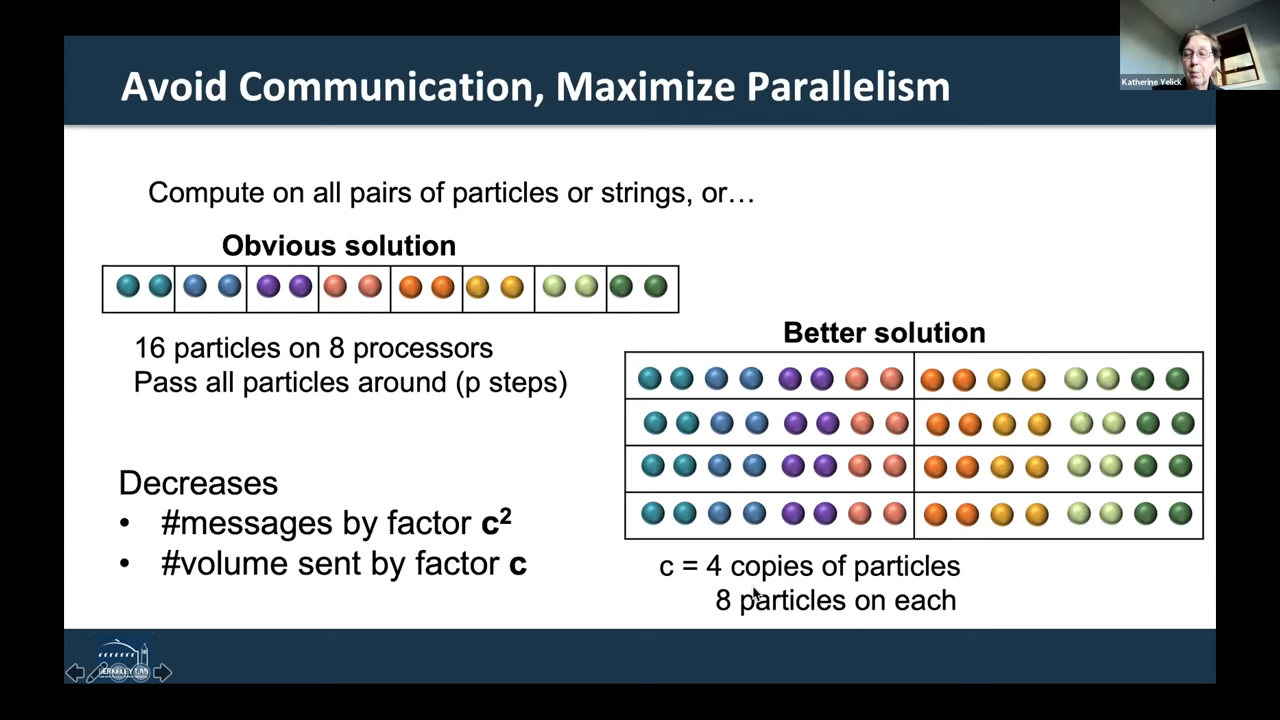 Avoid Communication, Maximize Parallelism
Katherine Yelick
Compute on all pairs of particles or strings, or…
Obvious solution
16 particles on 8 processors
Pass all particles around (p steps)
Better solution
Decreases
• #messages by factor c²
• #volume sent by factor c
c = 4 copies of particles
8 particles on each
BERKELEY LAB